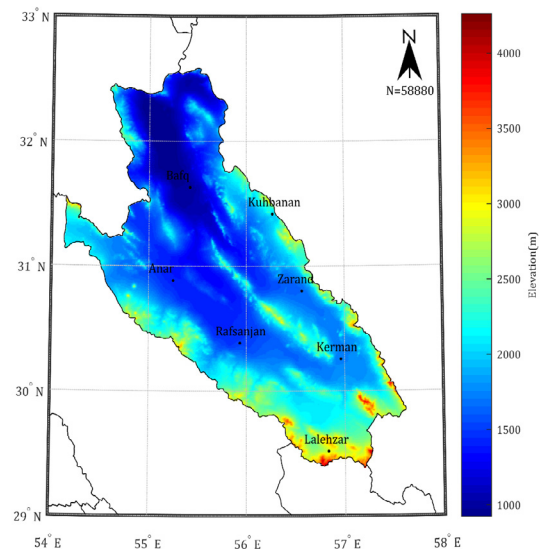 33°N
32°N
31°N
30°N
29°N
54°E
55°E
56°E
57°E
58°E
N
N=58880
Bafq
Kuhbanan
Anar
Zarand
Rafsanjan
Kerman
Lalehzar
4000
3500
3000
2500
2000
1500
1000
Elevation(m)